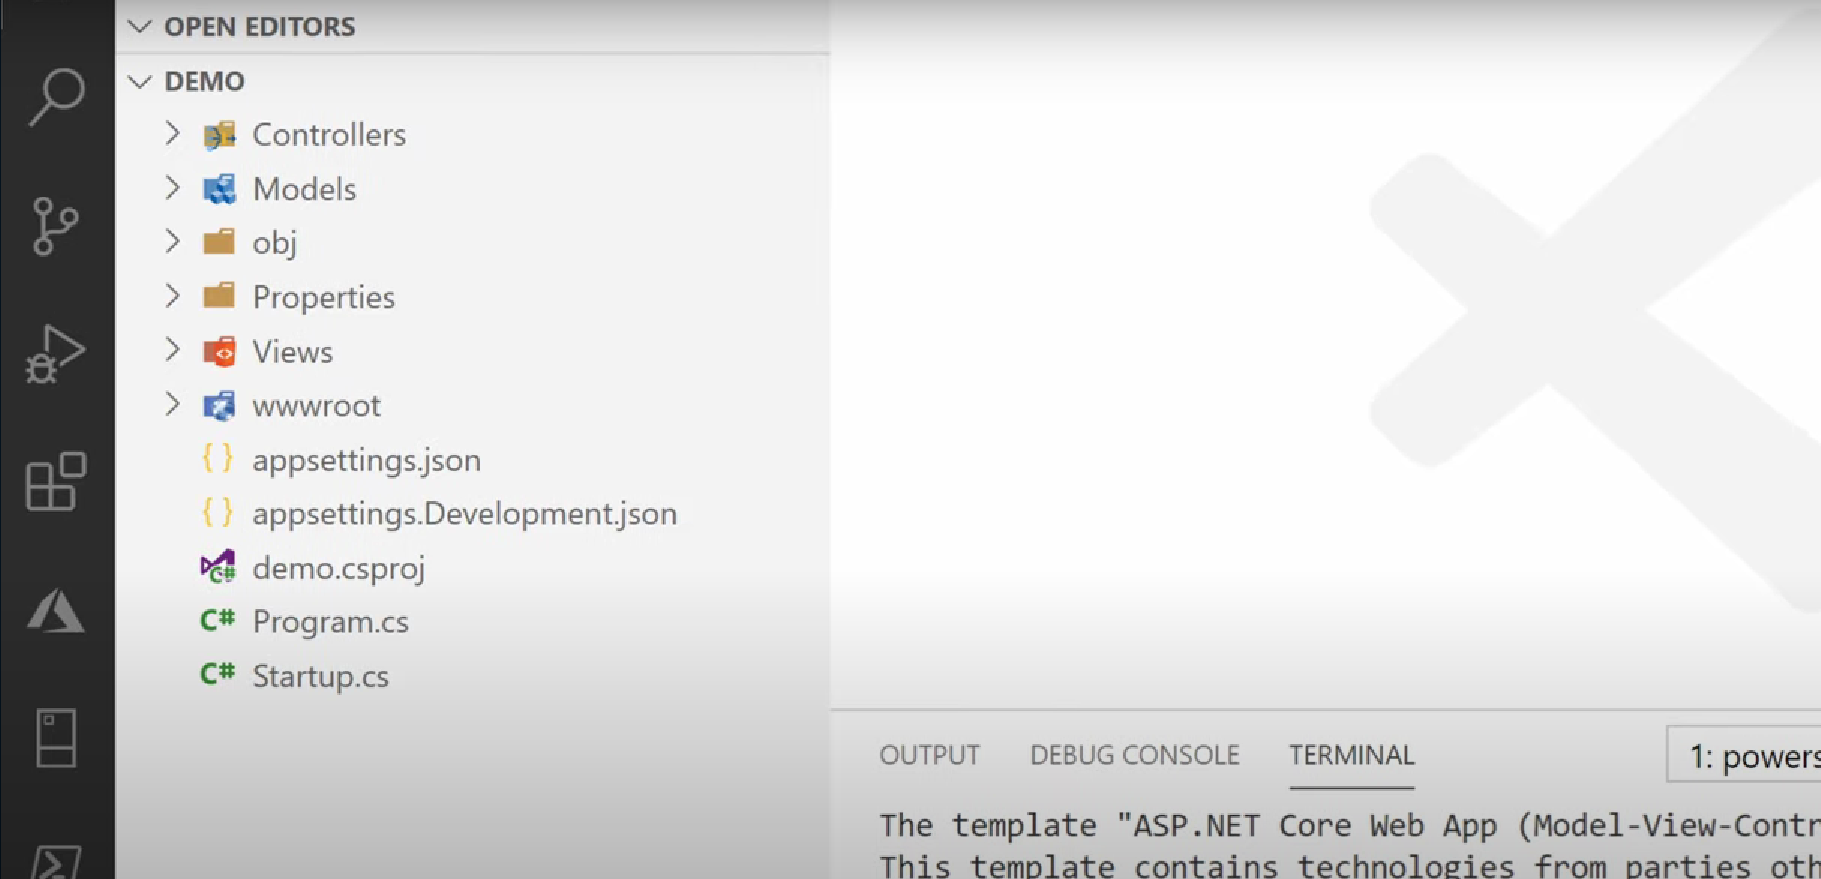 OPEN EDITORS
DEMO
Controllers
Models
obj
Properties
Views
wwwroot
appsettings.json
appsettings.Development.json
demo.csproj
C# Program.cs
C# Startup.cs
OUTPUT DEBUG CONSOLE TERMINAL 1: powers
The template "ASP.NET Core Web App (Model-View-Contr
This template contains technologies from parties oth